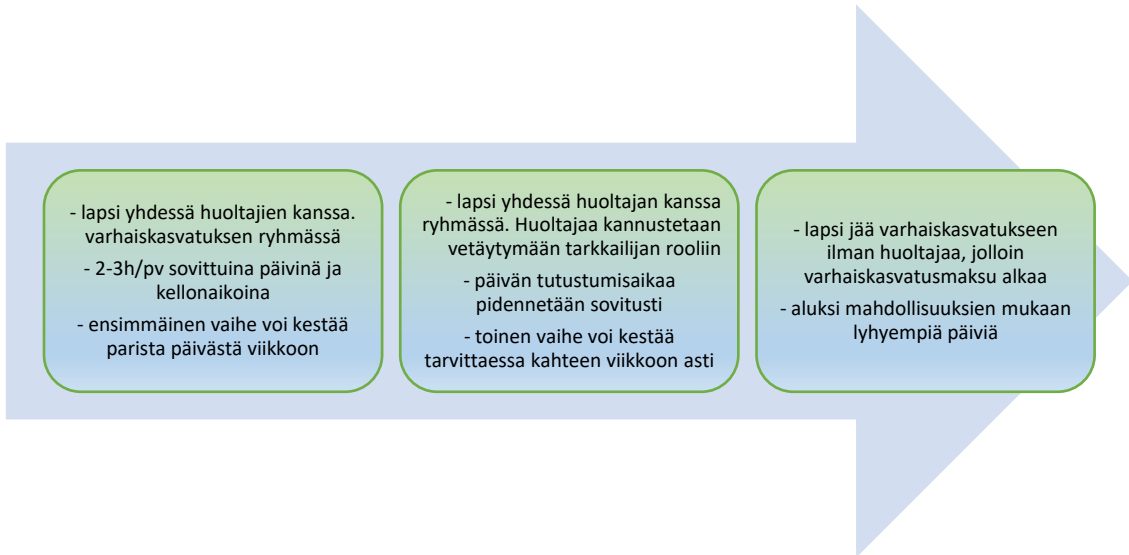 - lapsi yhdessä huoltajien kanssa.
varhaiskasvatuksen ryhmässä
- 2-3h/pv sovittuina päivinä ja
kellonaikoina
- ensimmäinen vaihe voi kestää
parista päivästä viikkoon
- lapsi yhdessä huoltajan kanssa
ryhmässä. Huoltajaa kannustetaan
vetäytymään tarkkailijan rooliin
- päivän tutustumisaikaa
pidennetään sovitusti
- toinen vaihe voi kestää
tarvittaessa kahteen viikkoon asti
- lapsi jää varhaiskasvatukseen
ilman huoltajaa, jolloin
varhaiskasvatusmaksu alkaa
- aluksi mahdollisuuksien mukaan
lyhyempiä päiviä